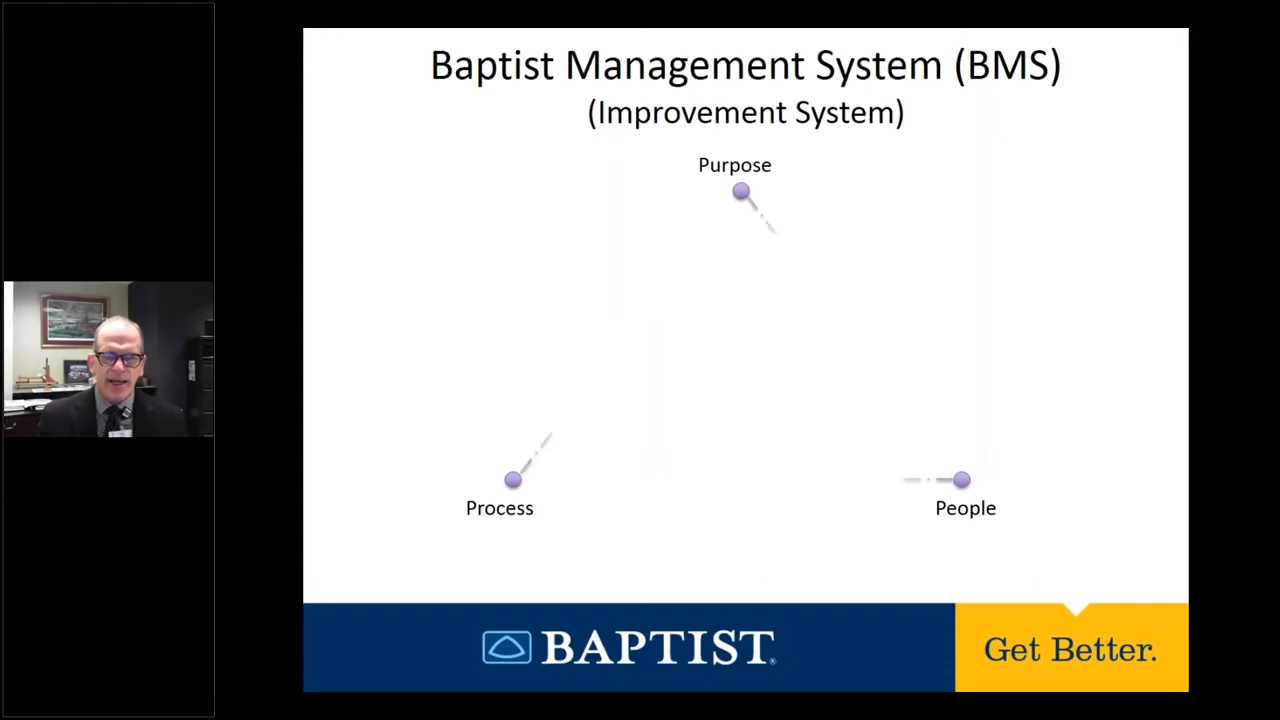 Baptist Management System (BMS)
(Improvement System)
Purpose
Process
People
BAPTIST®
Get Better.